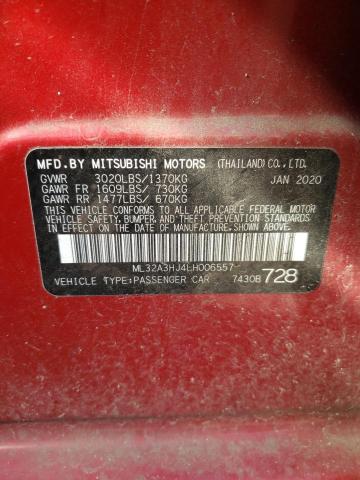 MFD.BY MITSUBISHI MOTORS (THAILAND)CO.,LTD.
GVWR 3020LBS/1370KG JAN 2020
GAWR FR 1609LBS/ 730KG
GAWR RR 1477LBS/ 670KG
THIS VEHICLE CONFORMS TO ALL APPLICABLE FEDERAL MOTOR
VEHICLE SAFETY, BUMPER, AND THEFT PREVENTION STANDARDS
IN EFFECT ON THE DATE OF MANUFACTURE SHOWN ABOVE.
ML32A3HJ4LH006557
VEHICLE TYPE:PASSENGER CAR 7430B 728